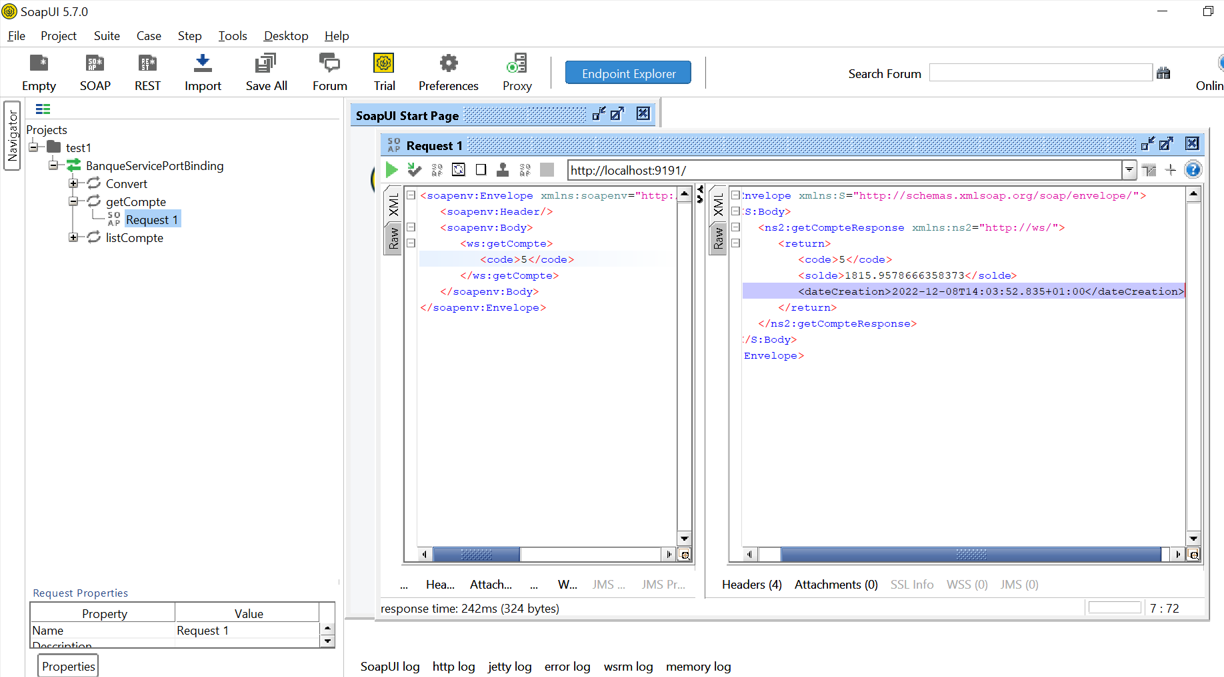 SoapUI 5.7.0
File Project Suite Case Step Tools Desktop Help
Empty SOAP REST Import Save All Forum Trial Preferences Proxy Endpoint Explorer Search Forum Onlin
Navigator
Projects
test1
BanqueServicePortBinding
Convert
getCompte
SO AP Request 1
listCompte
SoapUI Start Page
SO AP Request 1
http://localhost:9191/
XML
Raw
<soapenv:Envelope xmlns:soapenv="http:
<soapenv:Header/>
<soapenv:Body>
<ws:getCompte>
<code>5</code>
</ws:getCompte>
</soapenv:Body>
</soapenv:Envelope>
XML
Raw
:nvelope xmlns:S="http://schemas.xmlsoap.org/soap/envelope/">
S:Body>
<ns2:getCompteResponse xmlns:ns2="http://ws/">
<return>
<code>5</code>
<solde>1815.9578666358373</solde>
<dateCreation>2022-12-08T14:03:52.835+01:00</dateCreation>
</return>
</ns2:getCompteResponse>
/S:Body>
Envelope>
... Hea... Attach... ... W... JMS ... JMS Pr...
Headers (4) Attachments (0) SSL Info WSS (0) JMS (0)
response time: 242ms (324 bytes)
7 : 72
Request Properties
Property Value
Name Request 1
Description
Properties
SoapUI log http log jetty log error log wsrm log memory log